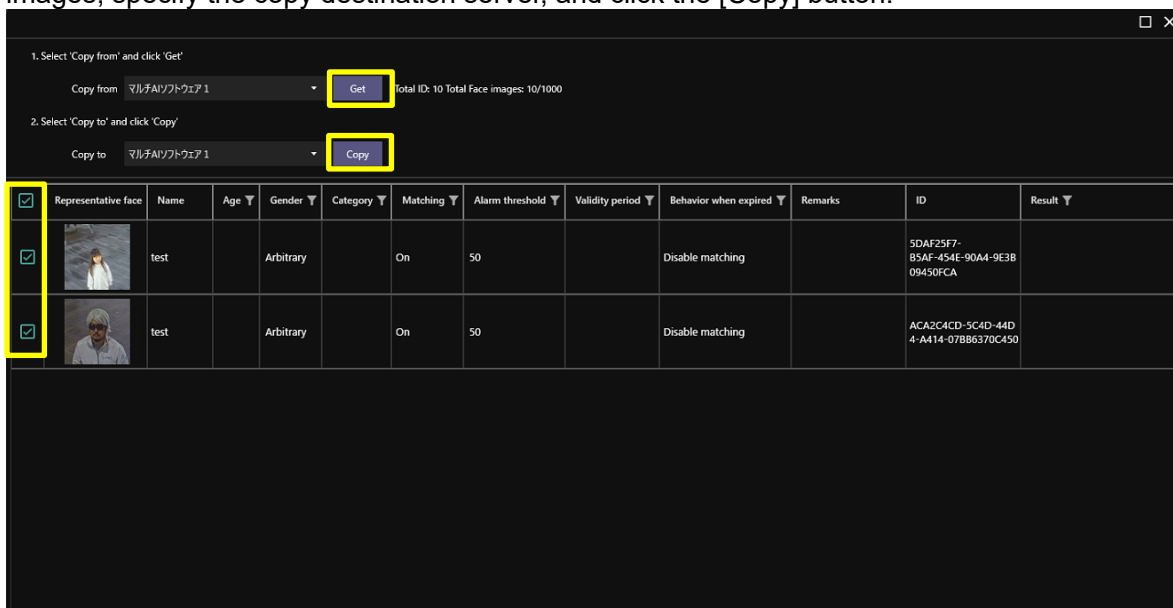 images, specify the copy destination server, and click the [Copy] button.
1. Select 'Copy from' and click 'Get'
Copy from マルチAIソフトウェア 1 Get Total ID: 10 Total Face images: 10/1000
2. Select 'Copy to' and click 'Copy'
Copy to マルチAIソフトウェア 1 Copy
Representative face Name Age Gender Category Matching Alarm threshold Validity period Behavior when expired Remarks ID Result
test Arbitrary On 50 Disable matching 5DAF25F7-
B5AF-454E-90A4-9E3B
09450FCA
test Arbitrary On 50 Disable matching ACA2C4CD-5C4D-44D
4-A414-07BB6370C450